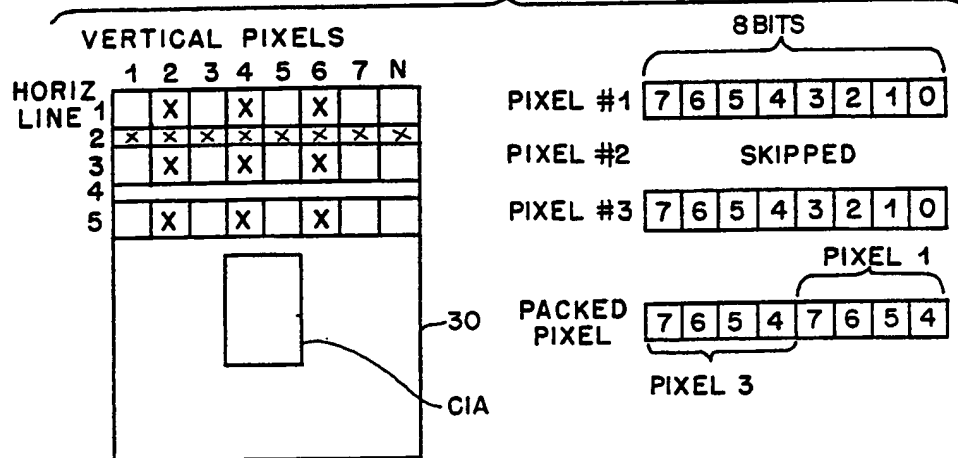 VERTICAL PIXELS
1 2 3 4 5 6 7 N
HORIZ
LINE
1 X X X
2 X X X X X X X X
3 X X X
4
5 X X X
30
CIA
8 BITS
PIXEL #1 7 6 5 4 3 2 1 0
PIXEL #2 SKIPPED
PIXEL #3 7 6 5 4 3 2 1 0
PIXEL 1
PACKED
PIXEL
7 6 5 4 7 6 5 4
PIXEL 3